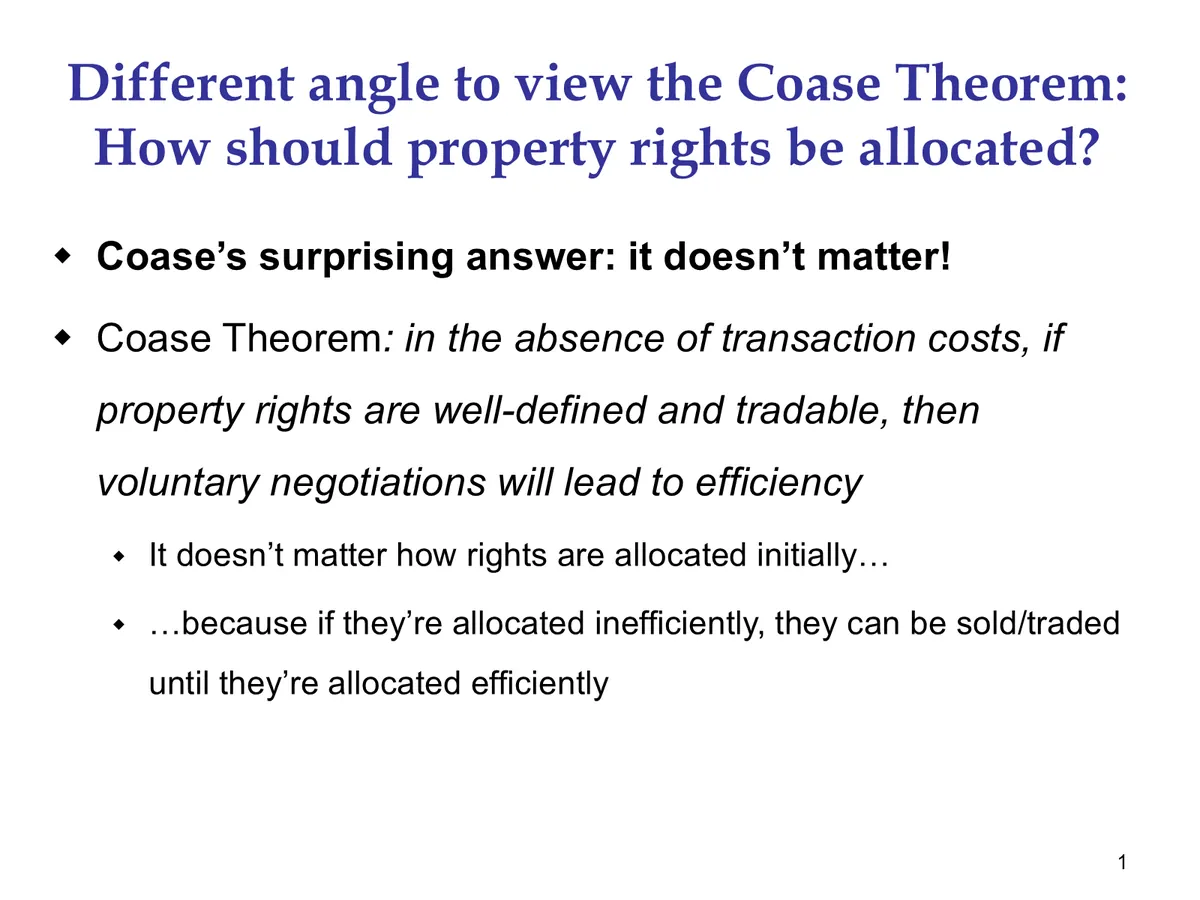 Different angle to view the Coase Theorem:
How should property rights be allocated?
Coase’s surprising answer: it doesn’t matter!
Coase Theorem: in the absence of transaction costs, if
property rights are well-defined and tradable, then
voluntary negotiations will lead to efficiency
It doesn’t matter how rights are allocated initially…
…because if they’re allocated inefficiently, they can be sold/traded
until they’re allocated efficiently
1